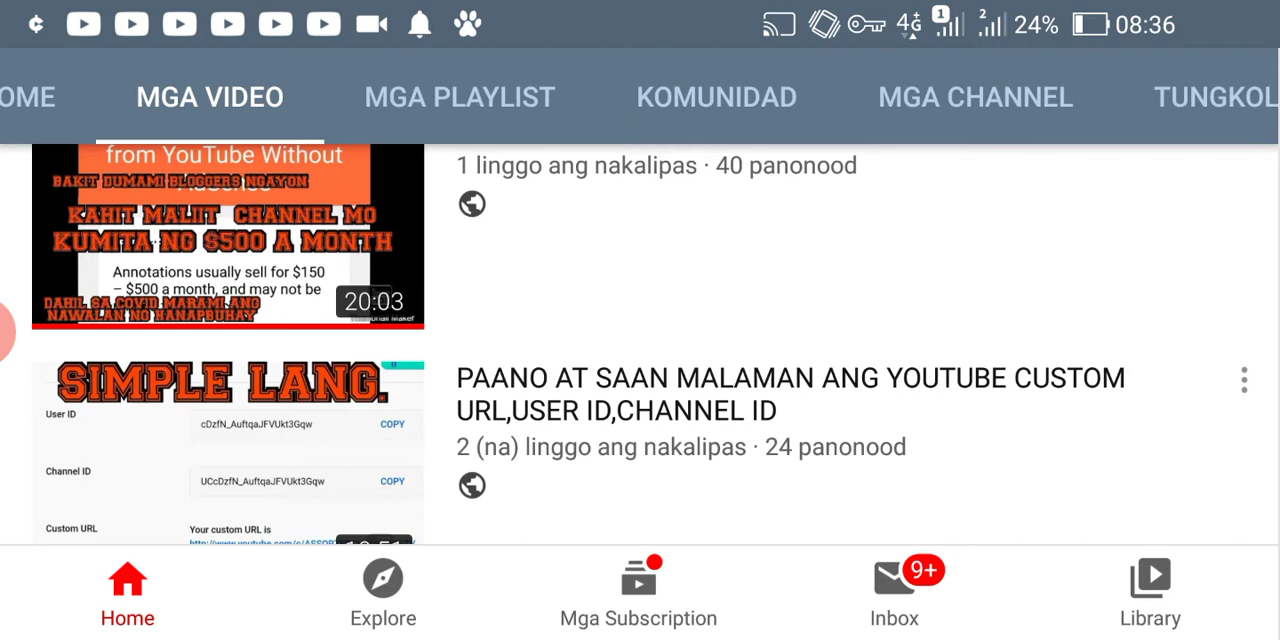 4G 1 2 24% 08:36
OME MGA VIDEO MGA PLAYLIST KOMUNIDAD MGA CHANNEL TUNGKOL
from YouTube Without
BAKIT DUMAMI BLOGGERS NGAYON
AdSense
KAHIT MALIIT CHANNEL MO
KUMITA NG $500 A MONTH
Annotations usually sell for $150
– $500 a month, and may not be
DAHIL SA COVID MARAMI ANG
NAWALAN NG HANAPBUHAY
20:03
Maker
1 linggo ang nakalipas · 40 panonood
SIMPLE LANG.
User ID
cDzfN_AuftqaJFVUkt3Gqw COPY
Channel ID
UCcDzfN_AuftqaJFVUkt3Gqw COPY
Custom URL
Your custom URL is
PAANO AT SAAN MALAMAN ANG YOUTUBE CUSTOM
URL,USER ID,CHANNEL ID
2 (na) linggo ang nakalipas · 24 panonood
Home Explore Mga Subscription Inbox 9+ Library